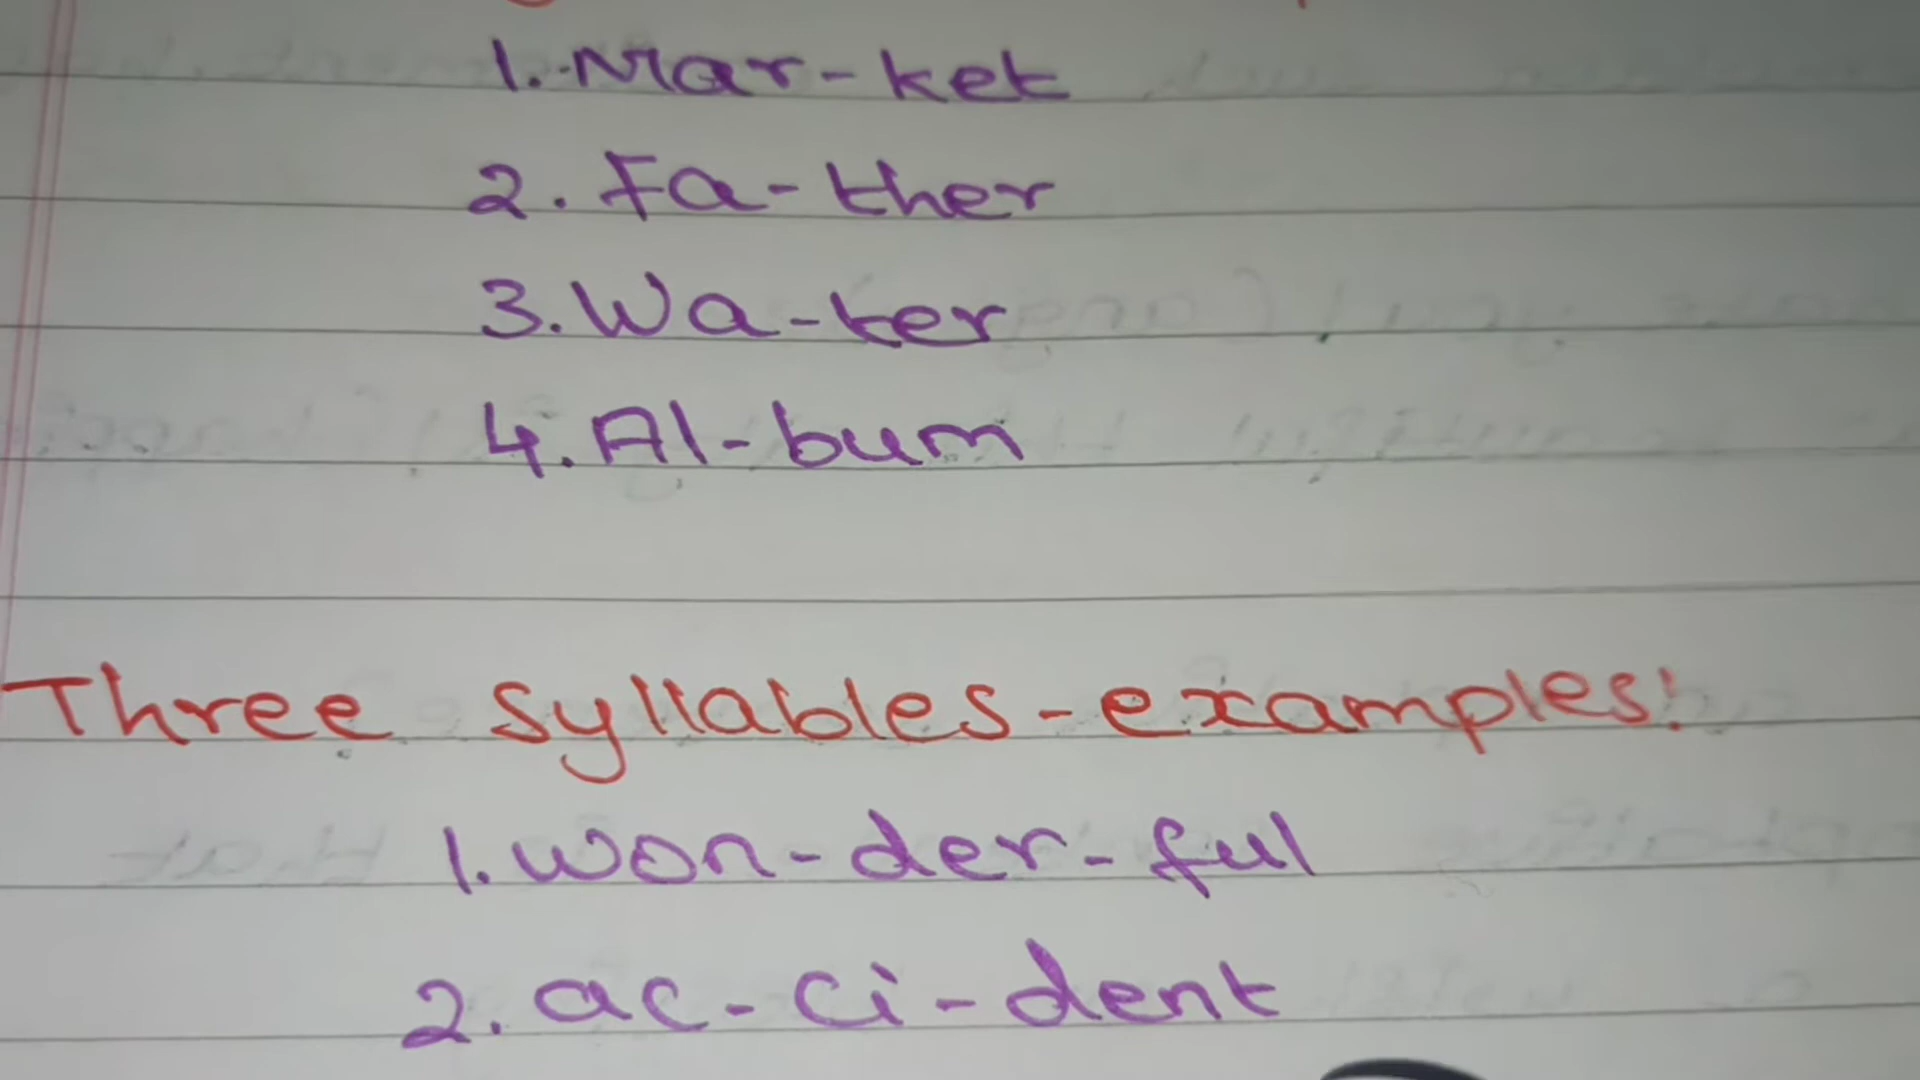 1. Mar-ket
2. Fa-ther
3. Wa-ter
4. Al-bum
Three syllables-examples:
1. won-der-ful
2. ac-ci-dent